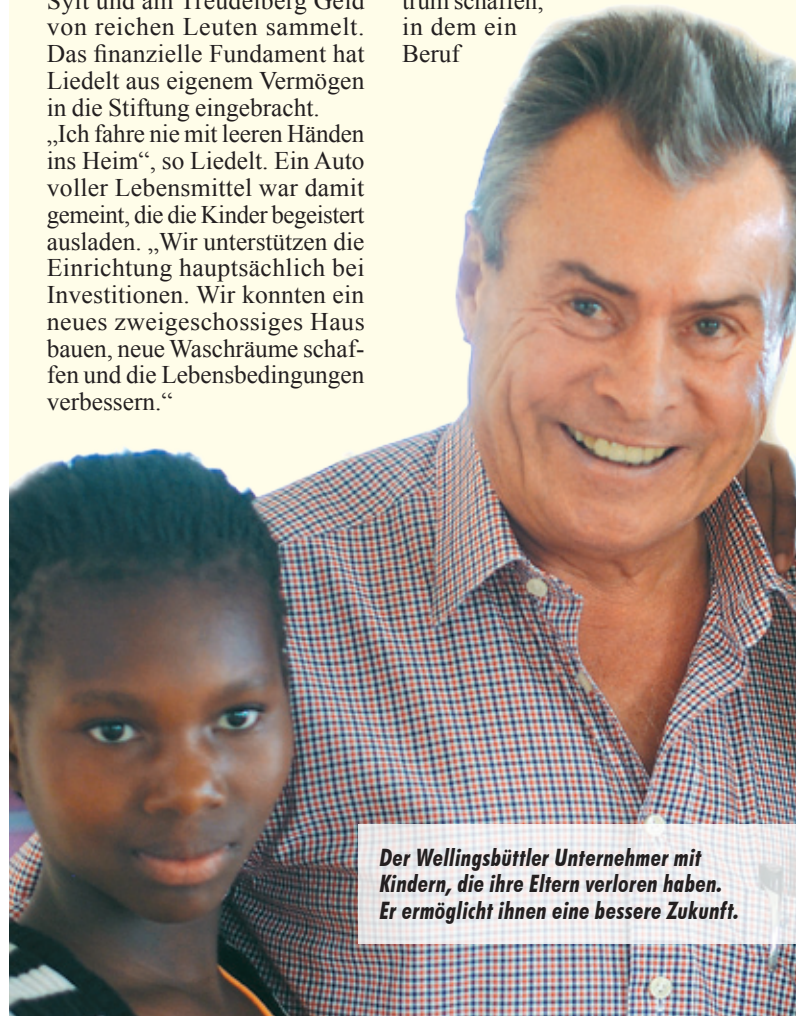 Sylt und am Treudelberg Geld
von reichen Leuten sammelt.
Das finanzielle Fundament hat
Liedelt aus eigenem Vermögen
in die Stiftung eingebracht.
„Ich fahre nie mit leeren Händen
ins Heim“, so Liedelt. Ein Auto
voller Lebensmittel war damit
gemeint, die die Kinder begeistert
ausladen. „Wir unterstützen die
Einrichtung hauptsächlich bei
Investitionen. Wir konnten ein
neues zweigeschossiges Haus
bauen, neue Waschräume schaf-
fen und die Lebensbedingungen
verbessern.“
trum schaffen,
in dem ein
Beruf
Der Wellingsbüttler Unternehmer mit
Kindern, die ihre Eltern verloren haben.
Er ermöglicht ihnen eine bessere Zukunft.